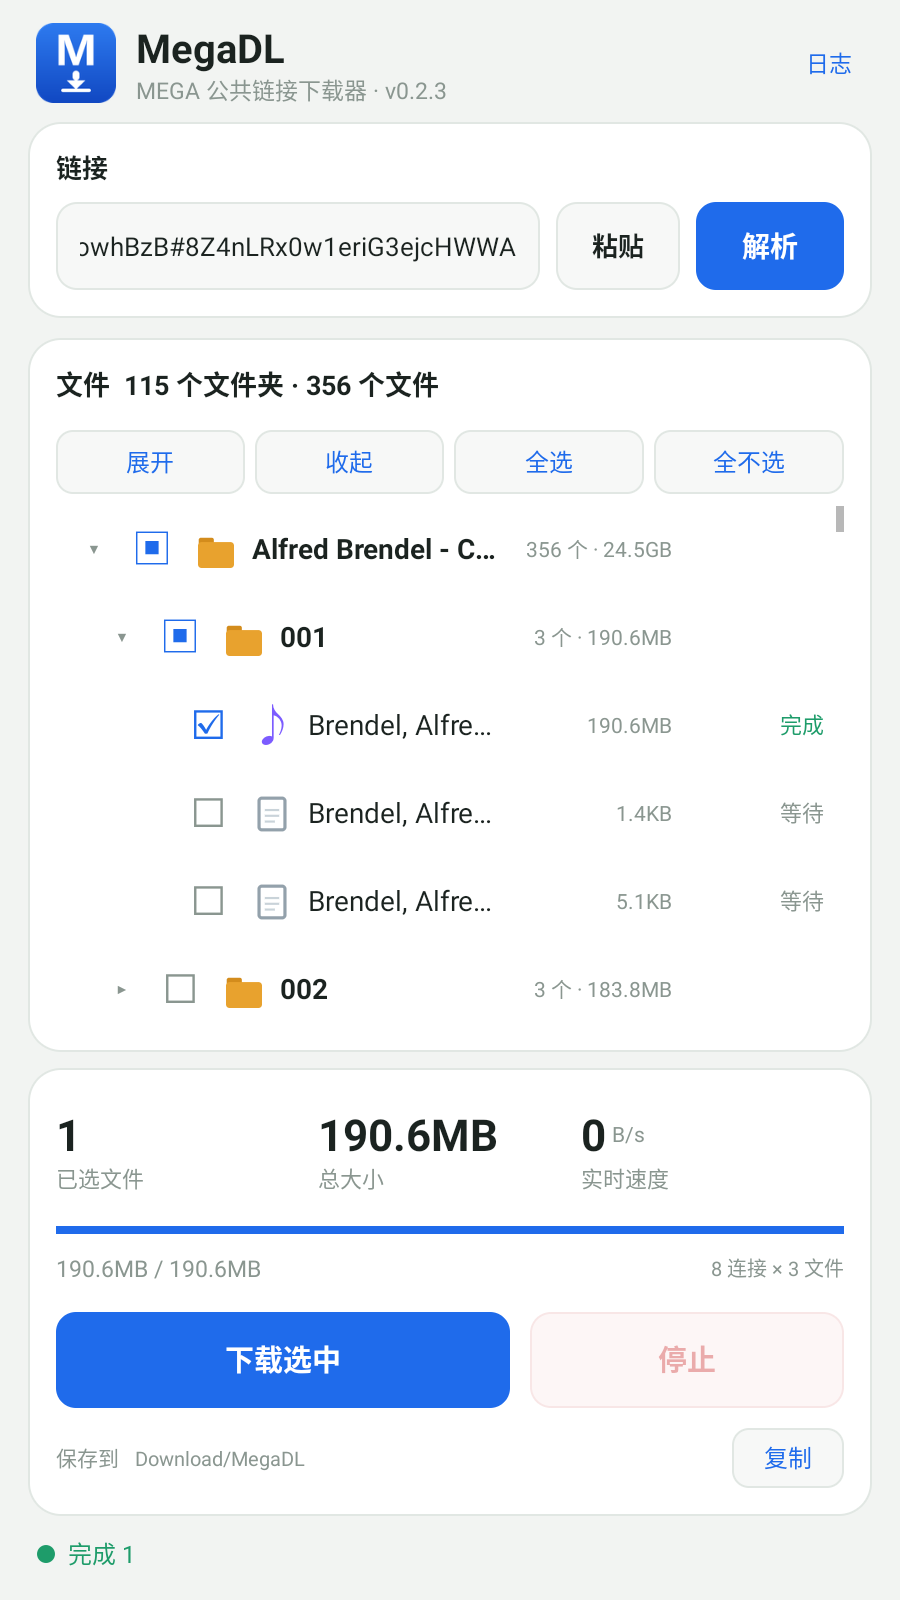 M
MegaDL
MEGA 公共链接下载器 · v0.2.3
日志
链接
owhBzB#8Z4nLRx0w1eriG3ejcHWWA
粘贴
解析
文件 115 个文件夹 · 356 个文件
展开
收起
全选
全不选
Alfred Brendel - C... 356 个 · 24.5GB
001 3 个 · 190.6MB
Brendel, Alfre... 190.6MB 完成
Brendel, Alfre... 1.4KB 等待
Brendel, Alfre... 5.1KB 等待
002 3 个 · 183.8MB
1
已选文件
190.6MB
总大小
0 B/s
实时速度
190.6MB / 190.6MB
8 连接 × 3 文件
下载选中
停止
保存到 Download/MegaDL
复制
完成 1